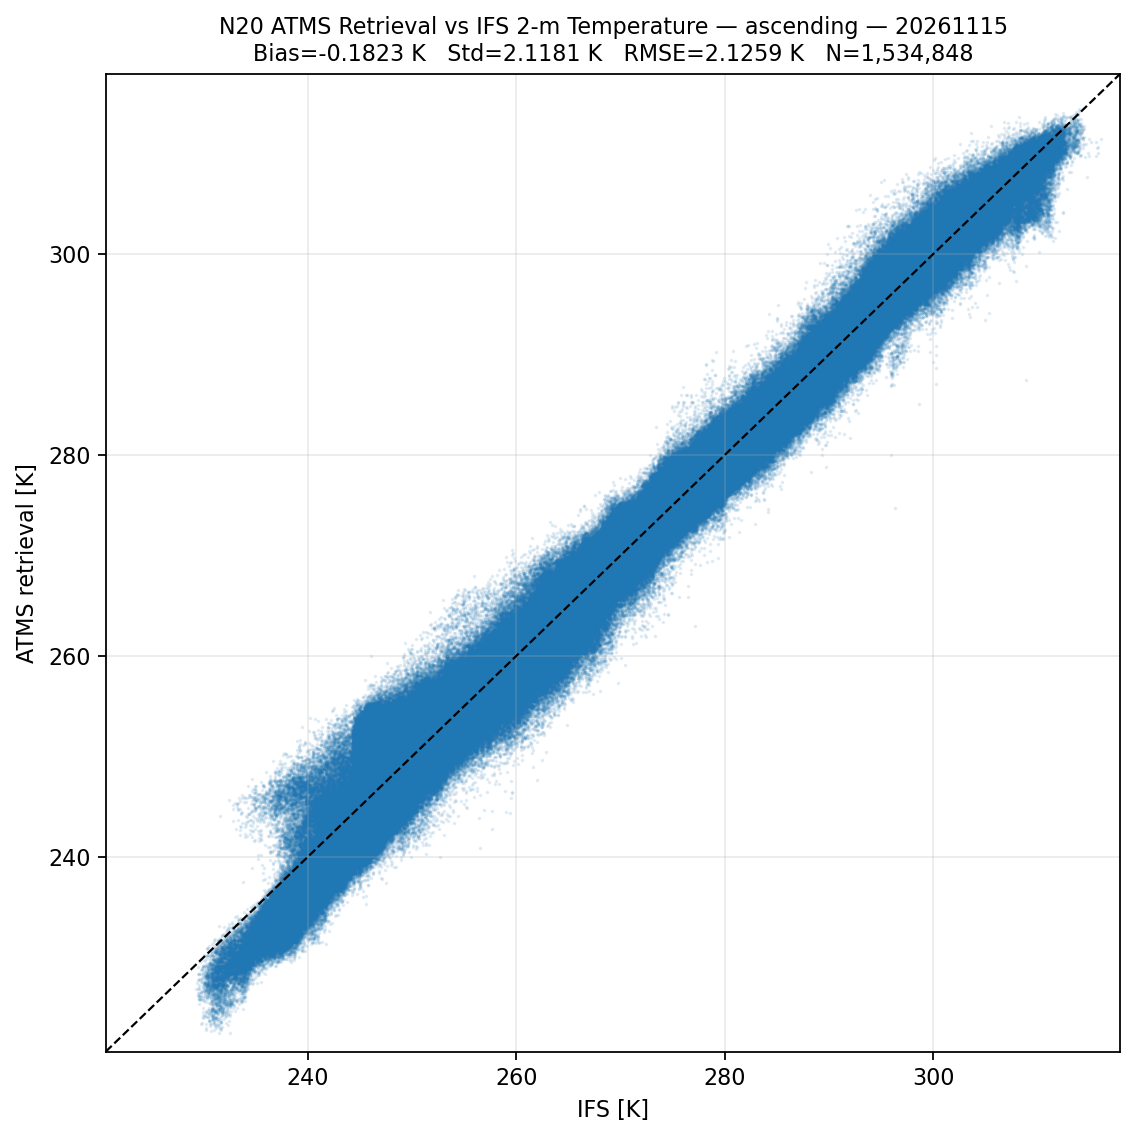 N20 ATMS Retrieval vs IFS 2-m Temperature — ascending — 20261115
Bias=-0.1823 K   Std=2.1181 K   RMSE=2.1259 K   N=1,534,848
300
280
260
240
ATMS retrieval [K]
240
260
280
300
IFS [K]